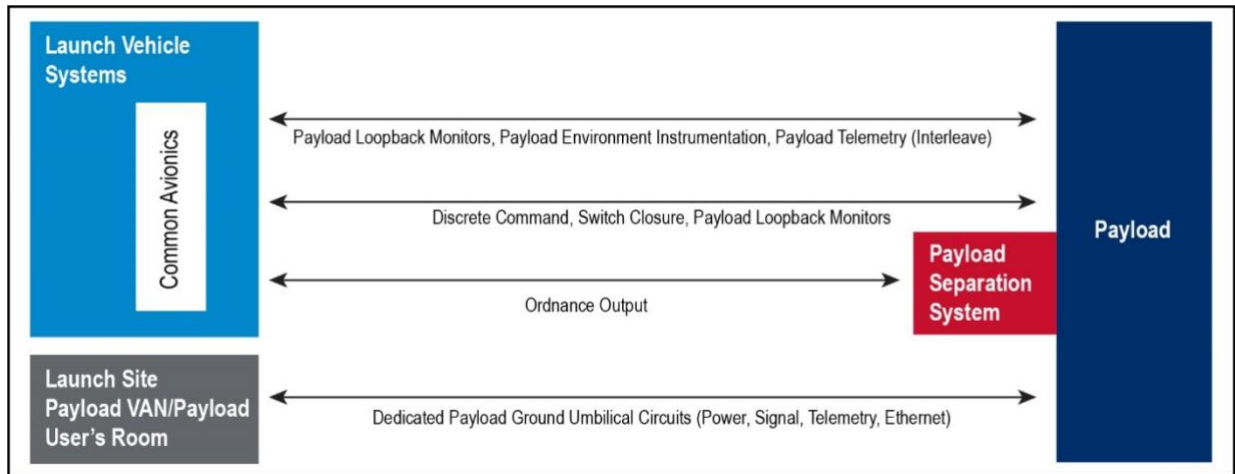 Launch Vehicle
Systems
Common Avionics
Payload Loopback Monitors, Payload Environment Instrumentation, Payload Telemetry (Interleave)
Discrete Command, Switch Closure, Payload Loopback Monitors
Ordnance Output
Payload
Separation
System
Payload
Launch Site
Payload VAN/Payload
User's Room
Dedicated Payload Ground Umbilical Circuits (Power, Signal, Telemetry, Ethernet)